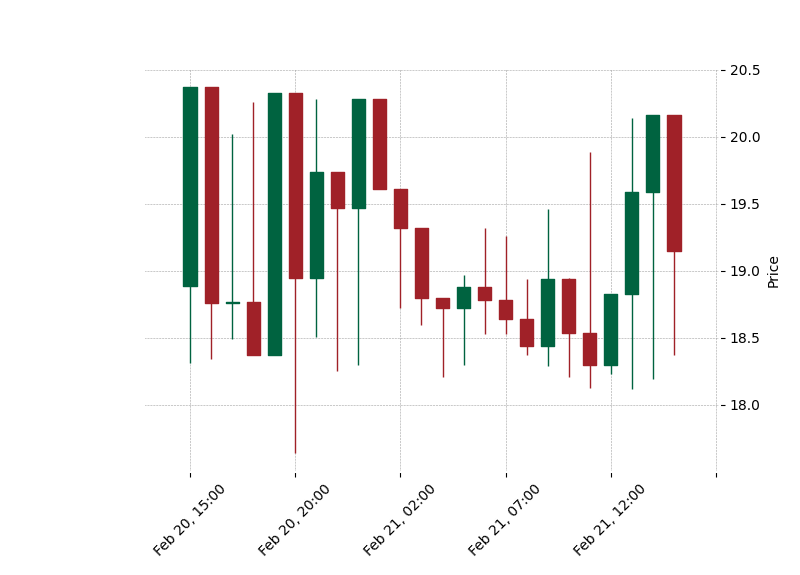 20.5
20.0
19.5
19.0
18.5
18.0
Price
Feb 20, 15:00
Feb 20, 20:00
Feb 21, 02:00
Feb 21, 07:00
Feb 21, 12:00